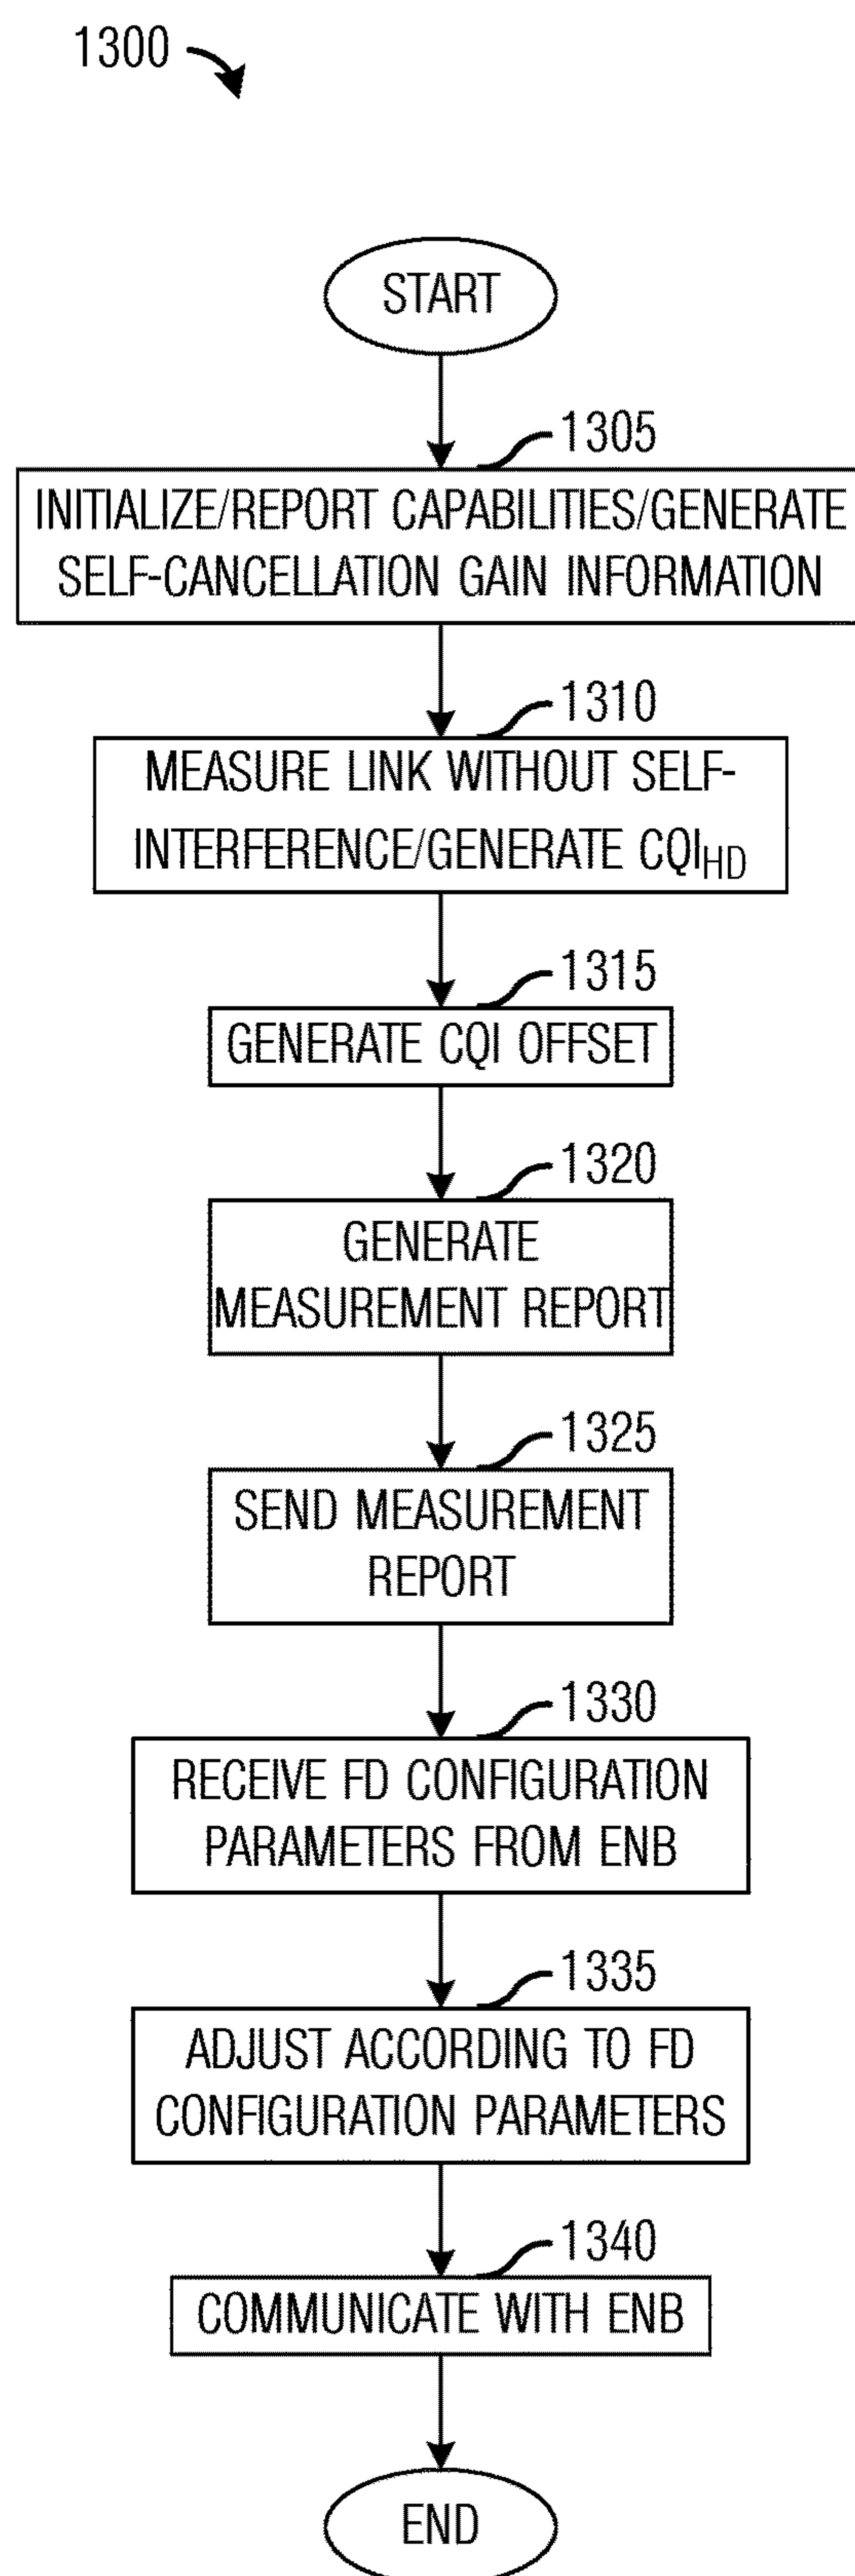 1300
START
1305
INITIALIZE/REPORT CAPABILITIES/GENERATE
SELF-CANCELLATION GAIN INFORMATION
1310
MEASURE LINK WITHOUT SELF-
INTERFERENCE/GENERATE CQIHD
1315
GENERATE CQI OFFSET
1320
GENERATE
MEASUREMENT REPORT
1325
SEND MEASUREMENT
REPORT
1330
RECEIVE FD CONFIGURATION
PARAMETERS FROM ENB
1335
ADJUST ACCORDING TO FD
CONFIGURATION PARAMETERS
1340
COMMUNICATE WITH ENB
END